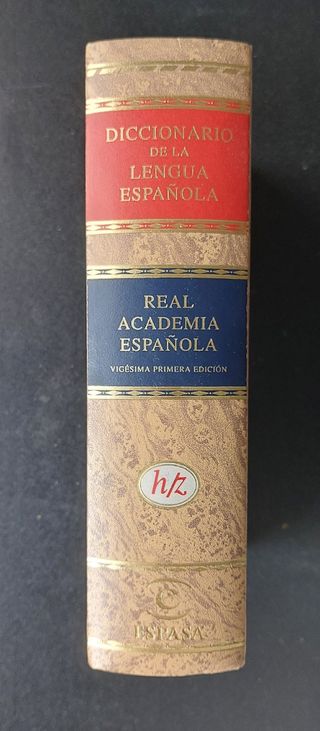 DICCIONARIO
DE LA
LENGUA
ESPAÑOLA
REAL
ACADEMIA
ESPAÑOLA
VIGÉSIMA PRIMERA EDICIÓN
h/z
ESPASA